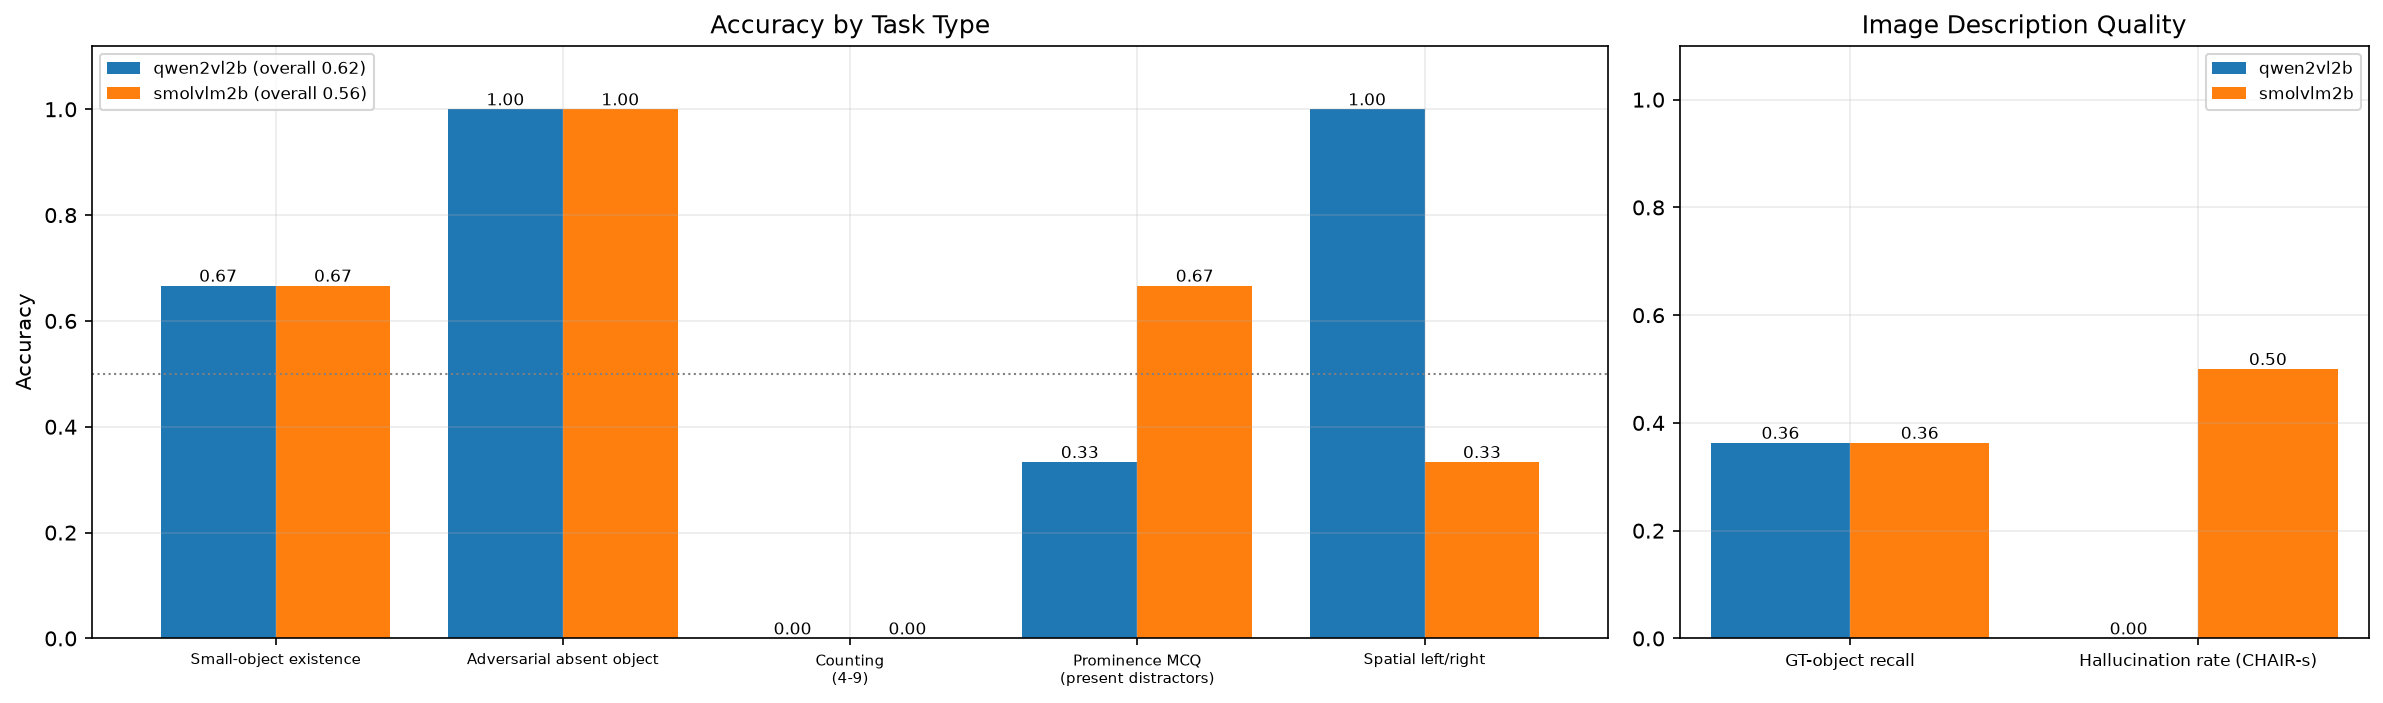 Accuracy by Task Type
qwen2vl2b (overall 0.62)
smolvlm2b (overall 0.56)
Accuracy
1.0
0.8
0.6
0.4
0.2
0.0
0.67
0.67
1.00
1.00
0.00
0.00
0.33
0.67
1.00
0.33
Small-object existence
Adversarial absent object
Counting
(4-9)
Prominence MCQ
(present distractors)
Spatial left/right
Image Description Quality
qwen2vl2b
smolvlm2b
1.0
0.8
0.6
0.4
0.2
0.0
0.36
0.36
0.00
0.50
GT-object recall
Hallucination rate (CHAIR-s)